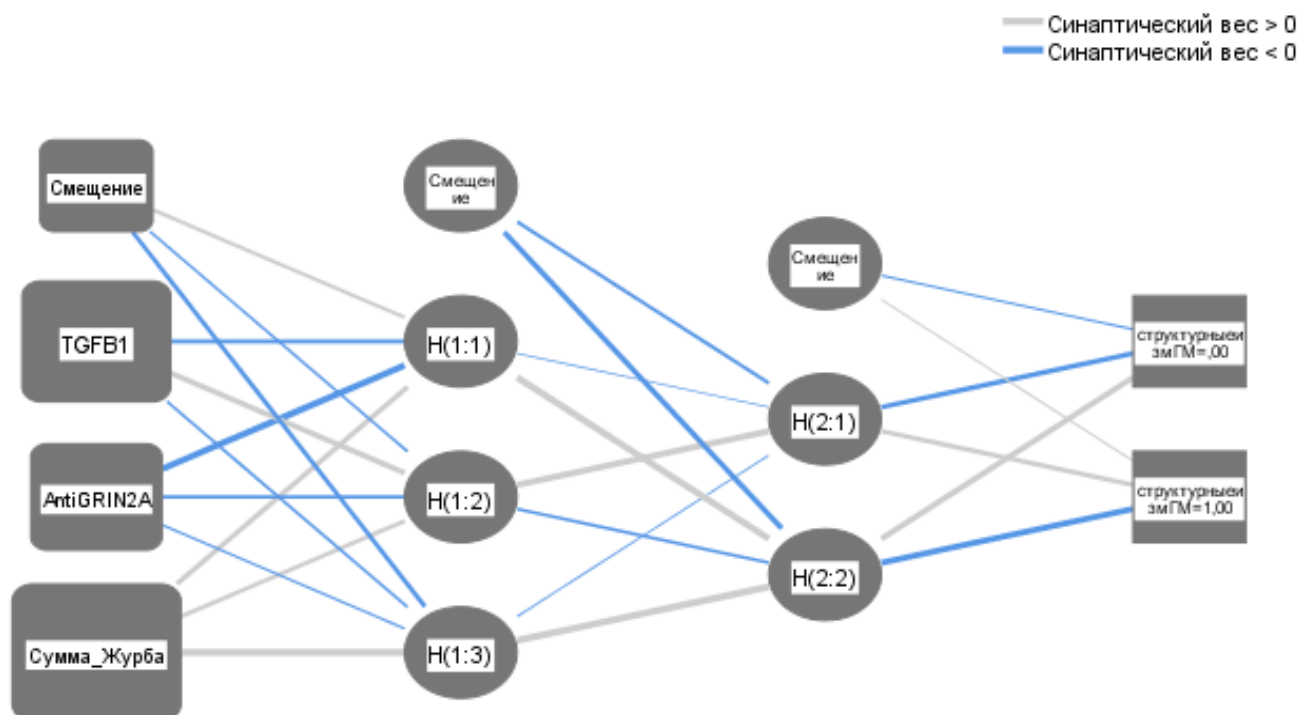 Синаптический вес > 0
Синаптический вес < 0
Смещение
TGFB1
AntiGRIN2A
Сумма_Журба
Смещен
ие
H(1:1)
H(1:2)
H(1:3)
Смещен
ие
H(2:1)
H(2:2)
структурныеи
змГМ=,00
структурныеи
змГМ=1,00